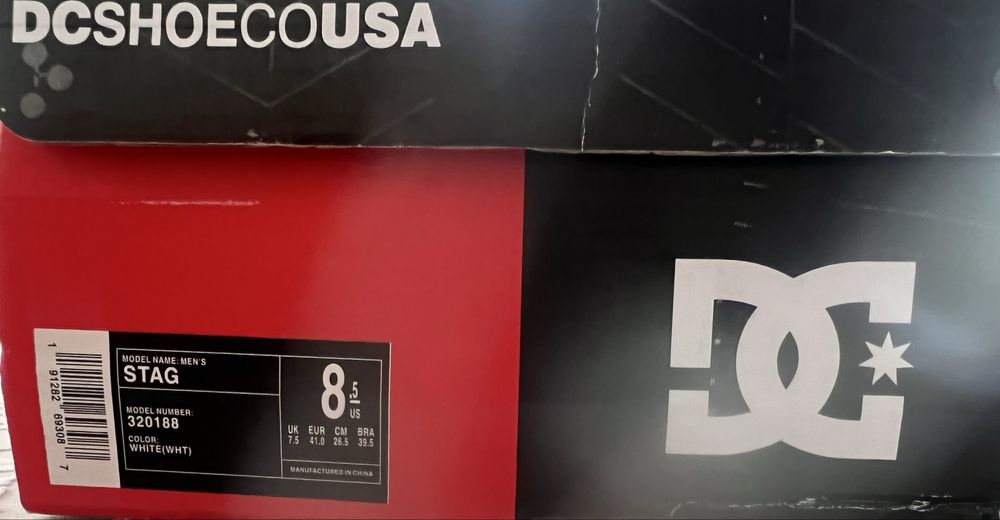 DCSHOECOUSA
MODEL NAME: MEN'S
STAG
MODEL NUMBER:
320188
COLOR:
WHITE(WHT)
8.5
US
UK EUR CM BRA
7.5 41.0 26.5 39.5
MANUFACTURED IN CHINA
1 91282 69308 7
DC